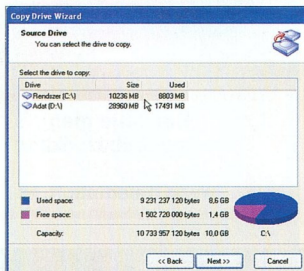 Copy Drive Wizard
Source Drive
You can select the drive to copy.
Select the drive to copy:
Drive Size Used
Rendszer (C:\) 10236 MB 8803 MB
Adat (D:\) 28960 MB 17491 MB
Used space: 9 231 237 120 bytes 8,6 GB
Free space: 1 502 720 000 bytes 1,4 GB
Capacity: 10 733 957 120 bytes 10,0 GB C:\
<< Back Next >> Cancel